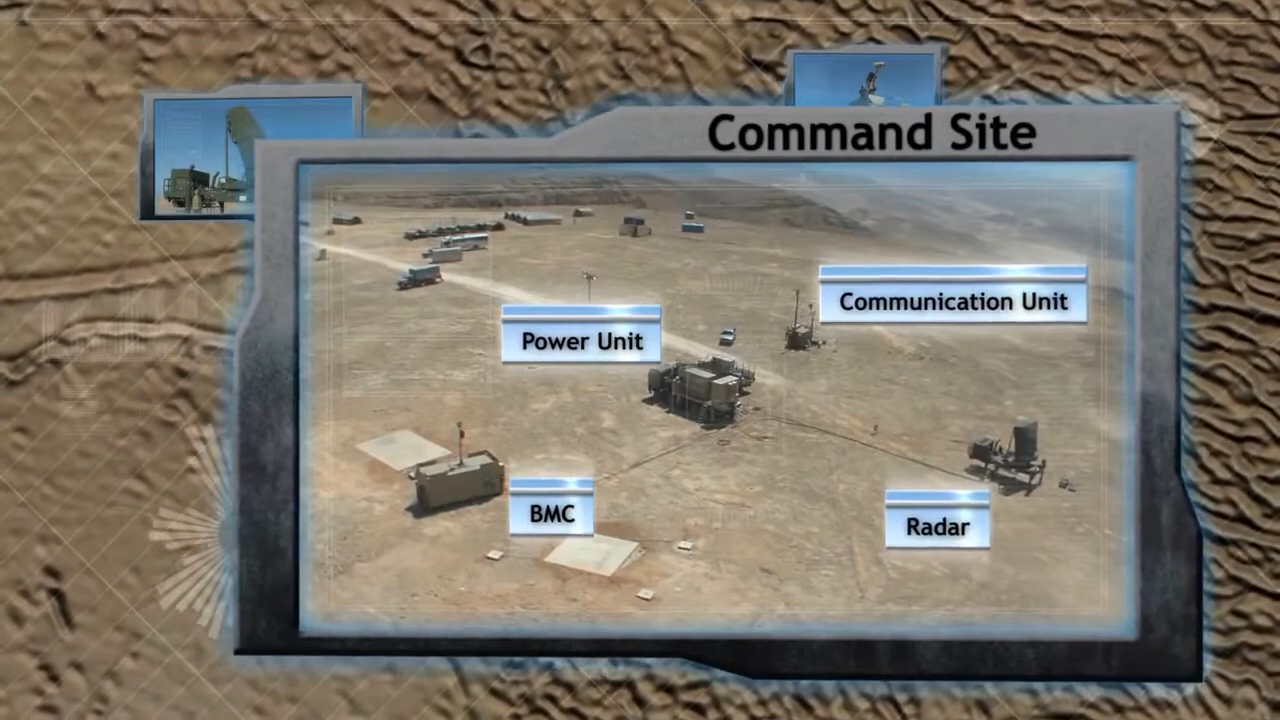 Command Site
Communication Unit
Power Unit
BMC
Radar